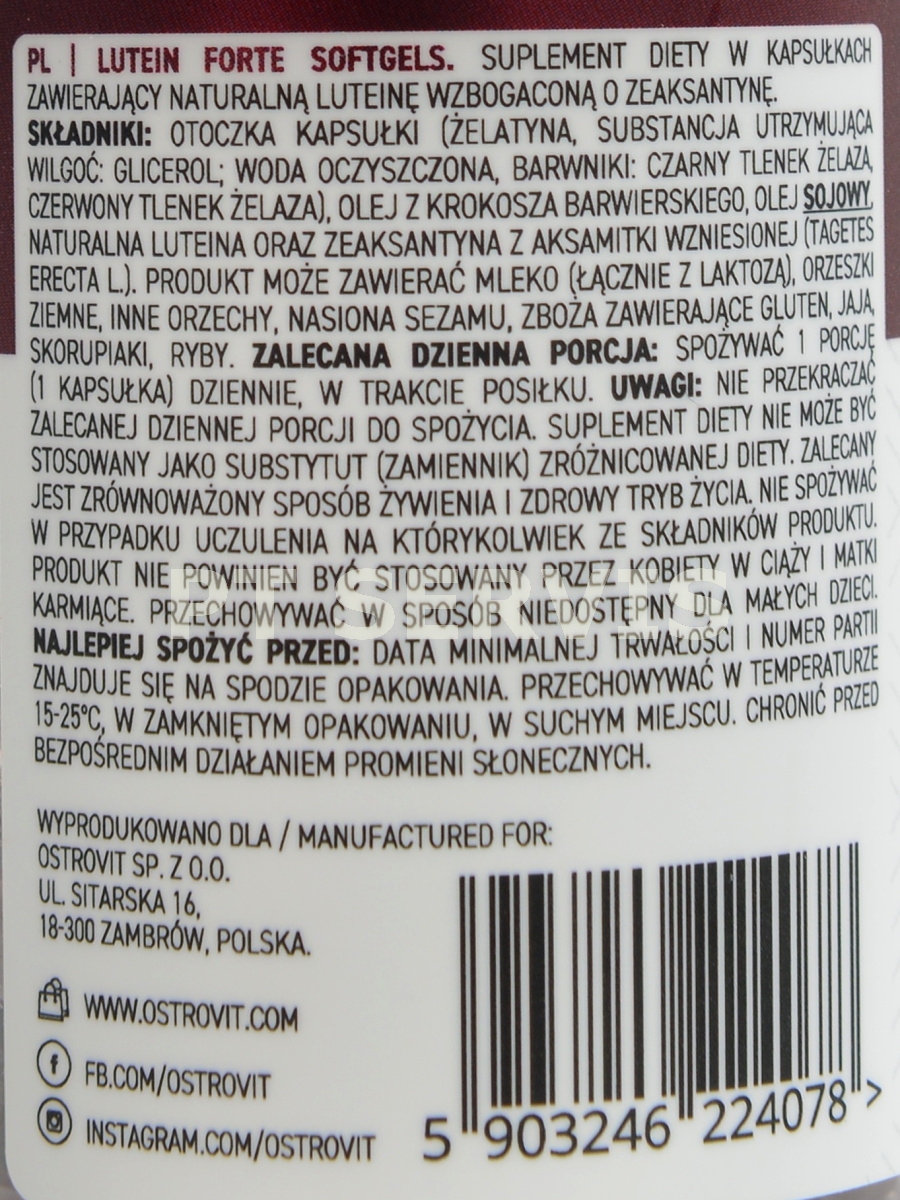 PL | LUTEIN FORTE SOFTGELS. SUPLEMENT DIETY W KAPSUŁKACH
ZAWIERAJĄCY NATURALNĄ LUTEINĘ WZBOGACONĄ O ZEAKSANTYNĘ.
SKŁADNIKI: OTOCZKA KAPSUŁKI (ŻELATYNA, SUBSTANCJA UTRZYMUJĄCA
WILGOĆ: GLICEROL; WODA OCZYSZCZONA, BARWNIKI: CZARNY TLENEK ŻELAZA,
CZERWONY TLENEK ŻELAZA), OLEJ Z KROKOSZA BARWIERSKIEGO, OLEJ SOJOWY,
NATURALNA LUTEINA ORAZ ZEAKSANTYNA Z AKSAMITKI WZNIESIONEJ (TAGETES
ERECTA L.). PRODUKT MOŻE ZAWIERAĆ MLEKO (ŁĄCZNIE Z LAKTOZĄ), ORZESZKI
ZIEMNE, INNE ORZECHY, NASIONA SEZAMU, ZBOŻA ZAWIERAJĄCE GLUTEN, JAJA,
SKORUPIAKI, RYBY. ZALECANA DZIENNA PORCJA: SPOŻYWAĆ 1 PORCJĘ
(1 KAPSUŁKA) DZIENNIE, W TRAKCIE POSIŁKU. UWAGI: NIE PRZEKRACZAĆ
ZALECANEJ DZIENNEJ PORCJI DO SPOŻYCIA. SUPLEMENT DIETY NIE MOŻE BYĆ
STOSOWANY JAKO SUBSTYTUT (ZAMIENNIK) ZRÓŻNICOWANEJ DIETY. ZALECANY
JEST ZRÓWNOWAŻONY SPOSÓB ŻYWIENIA I ZDROWY TRYB ŻYCIA. NIE SPOŻYWAĆ
W PRZYPADKU UCZULENIA NA KTÓRYKOLWIEK ZE SKŁADNIKÓW PRODUKTU.
PRODUKT NIE POWINIEN BYĆ STOSOWANY PRZEZ KOBIETY W CIĄŻY I MATKI
KARMIĄCE. PRZECHOWYWAĆ W SPOSÓB NIEDOSTĘPNY DLA MAŁYCH DZIECI.
NAJLEPIEJ SPOŻYĆ PRZED: DATA MINIMALNEJ TRWAŁOŚCI I NUMER PARTII
ZNAJDUJE SIĘ NA SPODZIE OPAKOWANIA. PRZECHOWYWAĆ W TEMPERATURZE
15-25°C, W ZAMKNIĘTYM OPAKOWANIU, W SUCHYM MIEJSCU. CHRONIĆ PRZED
BEZPOŚREDNIM DZIAŁANIEM PROMIENI SŁONECZNYCH.
WYPRODUKOWANO DLA / MANUFACTURED FOR:
OSTROVIT SP. Z O.O.
UL. SITARSKA 16,
18-300 ZAMBRÓW, POLSKA.
WWW.OSTROVIT.COM
FB.COM/OSTROVIT
INSTAGRAM.COM/OSTROVIT
5 903246 224078 >